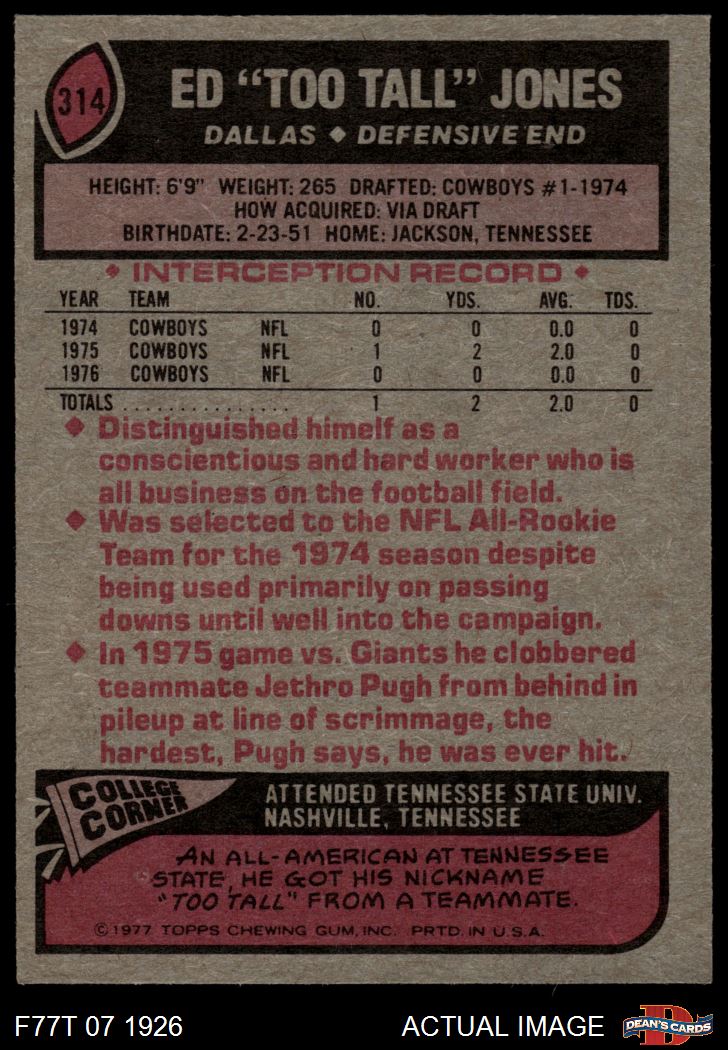 314
ED “TOO TALL” JONES
DALLAS ◆ DEFENSIVE END
HEIGHT: 6'9" WEIGHT: 265 DRAFTED: COWBOYS #1-1974
HOW ACQUIRED: VIA DRAFT
BIRTHDATE: 2-23-51 HOME: JACKSON, TENNESSEE
◆ INTERCEPTION RECORD ◆
YEAR TEAM NO. YDS. AVG. TDS.
1974 COWBOYS NFL 0 0 0.0 0
1975 COWBOYS NFL 1 2 2.0 0
1976 COWBOYS NFL 0 0 0.0 0
TOTALS . . . . . . . . . . . . . . . . 1 2 2.0 0
◆ Distinguished himelf as a
conscientious and hard worker who is
all business on the football field.
◆ Was selected to the NFL All-Rookie
Team for the 1974 season despite
being used primarily on passing
downs until well into the campaign.
◆ In 1975 game vs. Giants he clobbered
teammate Jethro Pugh from behind in
pileup at line of scrimmage, the
hardest, Pugh says, he was ever hit.
COLLEGE
CORNER
ATTENDED TENNESSEE STATE UNIV.
NASHVILLE, TENNESSEE
AN ALL-AMERICAN AT TENNESSEE
STATE, HE GOT HIS NICKNAME
"TOO TALL" FROM A TEAMMATE.
© 1977 TOPPS CHEWING GUM, INC. PRTD. IN U.S.A.
F77T 07 1926
ACTUAL IMAGE
D
DEAN'S CARDS